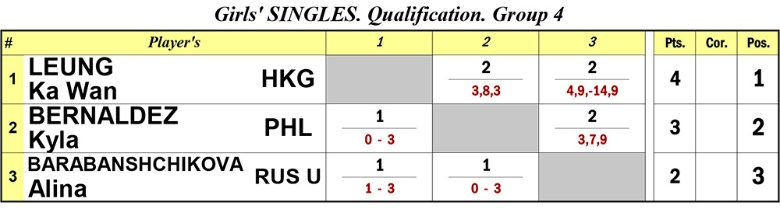 Girls' SINGLES. Qualification. Group 4
# Player's 1 2 3 Pts. Cor. Pos.
1 LEUNG Ka Wan HKG 2 2 4 1
3,8,3 4,9,-14,9
2 BERNALDEZ Kyla PHL 1 2 3 2
0 - 3 3,7,9
3 BARABANSHCHIKOVA Alina RUS U 1 1 2 3
1 - 3 0 - 3